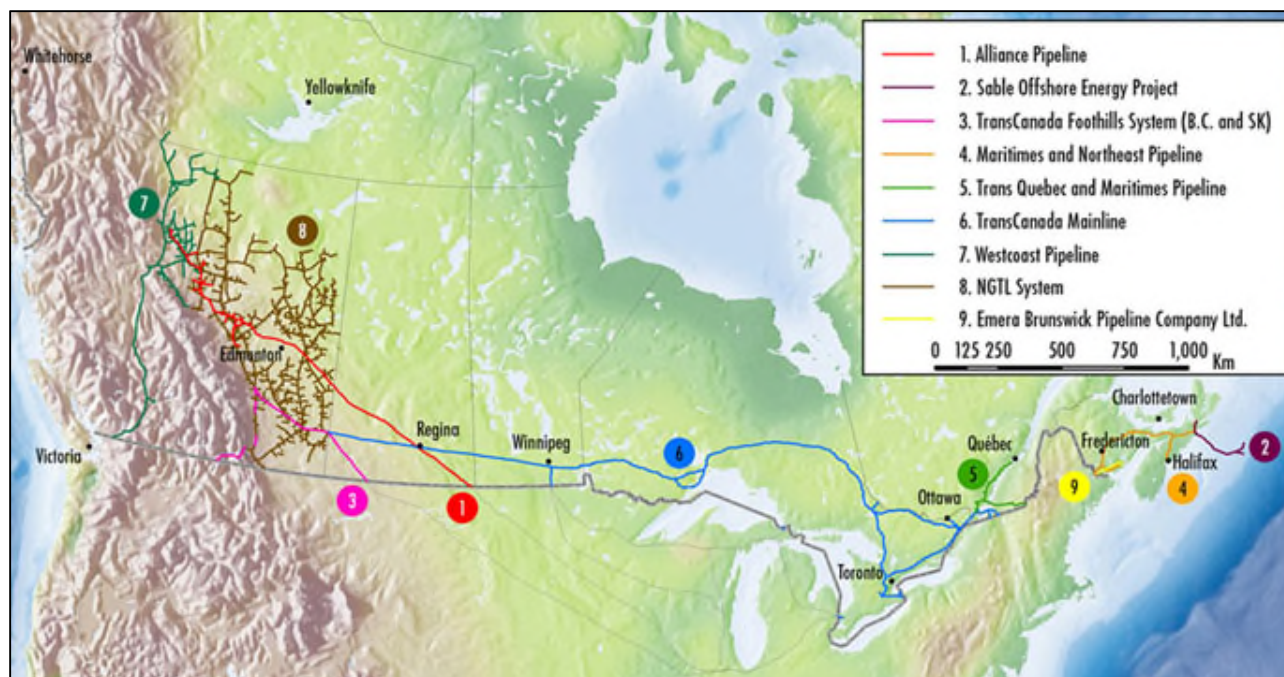 Whitehorse
Yellowknife
1. Alliance Pipeline
2. Sable Offshore Energy Project
3. TransCanada Foothills System (B.C. and SK)
4. Maritimes and Northeast Pipeline
5. Trans Quebec and Maritimes Pipeline
6. TransCanada Mainline
7. Westcoast Pipeline
8. NGTL System
9. Emera Brunswick Pipeline Company Ltd.
0 125 250 500 750 1,000 Km
7
8
Edmonton
Victoria
Regina
Winnipeg
3
1
6
Ottawa
Toronto
Québec
5
Charlottetown
Fredericton
Halifax
9
4
2